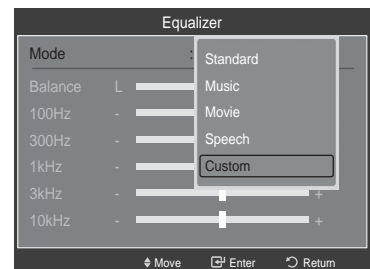 Equalizer
Mode :
Standard
Balance L
Music
100Hz -
Movie
300Hz -
Speech
1kHz -
Custom
3kHz - +
10kHz - +
Move Enter Return